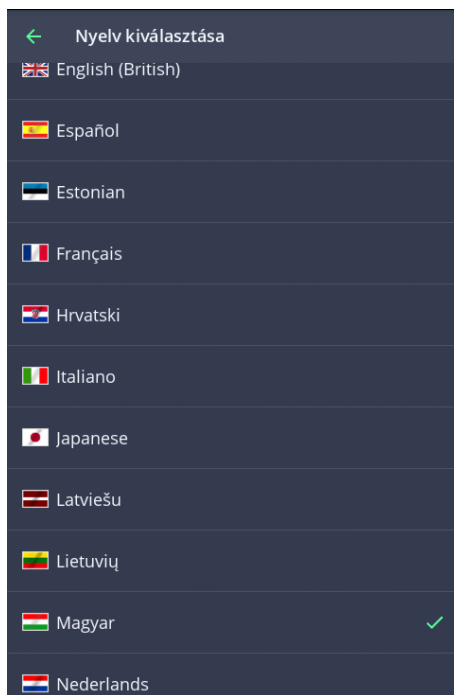 Nyelv kiválasztása
English (British)
Español
Estonian
Français
Hrvatski
Italiano
Japanese
Latviešu
Lietuvių
Magyar
Nederlands